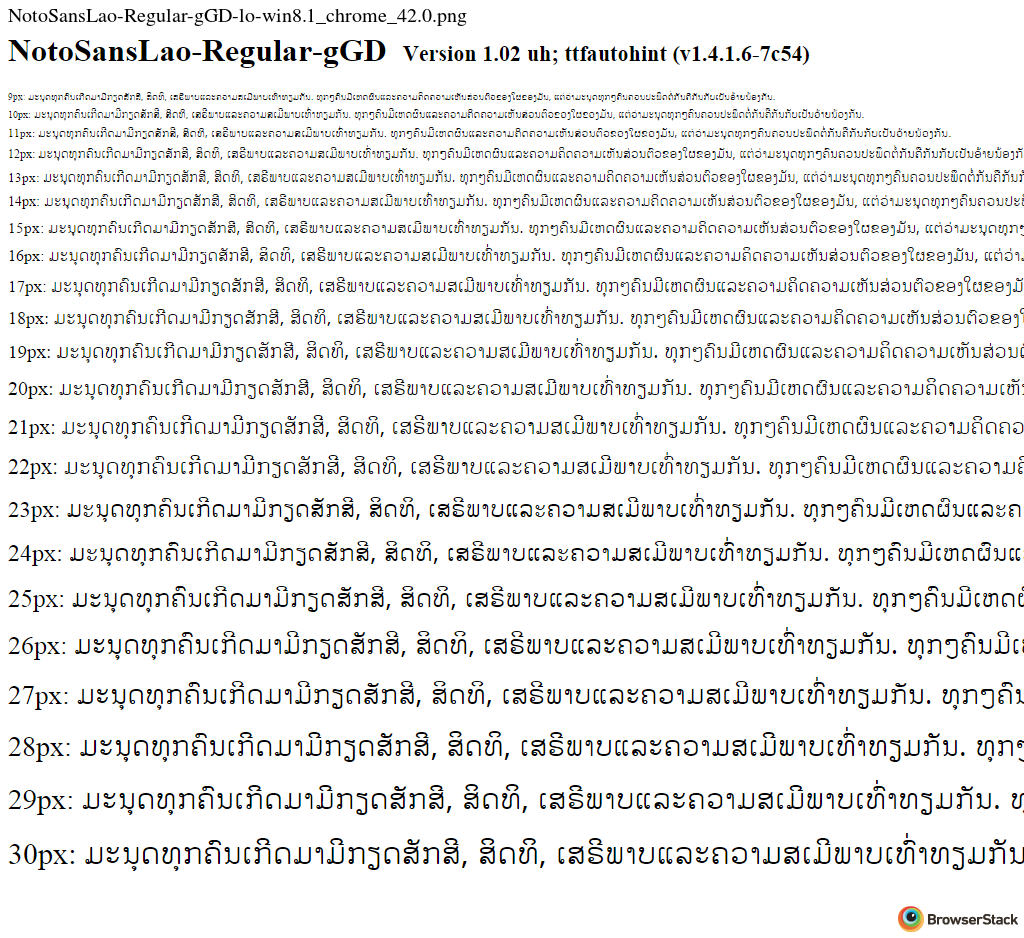 NotoSansLao-Regular-gGD-lo-win8.1_chrome_42.0.png
NotoSansLao-Regular-gGD Version 1.02 uh; ttfautohint (v1.4.1.6-7c54)
9px: ມະນຸດທຸກຄົນເກີດມາມີກຽດສັກສີ, ສິດທິ, ເສຣີພາບແລະຄວາມສເມີພາບເທົ່າທຽມກັນ. ທຸກໆຄົນມີເຫດຜົນແລະຄວາມຄິດຄວາມເຫັນສ່ວນຕົວຂອງໃຜຂອງມັນ, ແຕ່ວ່າມະນຸດທຸກໆຄົນຄວນປະພຶດຕໍ່ກັນຄືກັນກັບເປັນອ້າຍນ້ອງກັນ.
10px: ມະນຸດທຸກຄົນເກີດມາມີກຽດສັກສີ, ສິດທິ, ເສຣີພາບແລະຄວາມສເມີພາບເທົ່າທຽມກັນ. ທຸກໆຄົນມີເຫດຜົນແລະຄວາມຄິດຄວາມເຫັນສ່ວນຕົວຂອງໃຜຂອງມັນ, ແຕ່ວ່າມະນຸດທຸກໆຄົນຄວນປະພຶດຕໍ່ກັນຄືກັນກັບເປັນອ້າຍນ້ອງກັນ.
11px: ມະນຸດທຸກຄົນເກີດມາມີກຽດສັກສີ, ສິດທິ, ເສຣີພາບແລະຄວາມສເມີພາບເທົ່າທຽມກັນ. ທຸກໆຄົນມີເຫດຜົນແລະຄວາມຄິດຄວາມເຫັນສ່ວນຕົວຂອງໃຜຂອງມັນ, ແຕ່ວ່າມະນຸດທຸກໆຄົນຄວນປະພຶດຕໍ່ກັນຄືກັນກັບເປັນອ້າຍນ້ອງກັນ.
12px: ມະນຸດທຸກຄົນເກີດມາມີກຽດສັກສີ, ສິດທິ, ເສຣີພາບແລະຄວາມສເມີພາບເທົ່າທຽມກັນ. ທຸກໆຄົນມີເຫດຜົນແລະຄວາມຄິດຄວາມເຫັນສ່ວນຕົວຂອງໃຜຂອງມັນ, ແຕ່ວ່າມະນຸດທຸກໆຄົນຄວນປະພຶດຕໍ່ກັນຄືກັນກັບເປັນອ້າຍນ້ອງກັ
13px: ມະນຸດທຸກຄົນເກີດມາມີກຽດສັກສີ, ສິດທິ, ເສຣີພາບແລະຄວາມສເມີພາບເທົ່າທຽມກັນ. ທຸກໆຄົນມີເຫດຜົນແລະຄວາມຄິດຄວາມເຫັນສ່ວນຕົວຂອງໃຜຂອງມັນ, ແຕ່ວ່າມະນຸດທຸກໆຄົນຄວນປະພຶດຕໍ່ກັນຄືກັນກັ
14px: ມະນຸດທຸກຄົນເກີດມາມີກຽດສັກສີ, ສິດທິ, ເສຣີພາບແລະຄວາມສເມີພາບເທົ່າທຽມກັນ. ທຸກໆຄົນມີເຫດຜົນແລະຄວາມຄິດຄວາມເຫັນສ່ວນຕົວຂອງໃຜຂອງມັນ, ແຕ່ວ່າມະນຸດທຸກໆຄົນຄວນປະພຶ
15px: ມະນຸດທຸກຄົນເກີດມາມີກຽດສັກສີ, ສິດທິ, ເສຣີພາບແລະຄວາມສເມີພາບເທົ່າທຽມກັນ. ທຸກໆຄົນມີເຫດຜົນແລະຄວາມຄິດຄວາມເຫັນສ່ວນຕົວຂອງໃຜຂອງມັນ, ແຕ່ວ່າມະນຸດທຸກໆ
16px: ມະນຸດທຸກຄົນເກີດມາມີກຽດສັກສີ, ສິດທິ, ເສຣີພາບແລະຄວາມສເມີພາບເທົ່າທຽມກັນ. ທຸກໆຄົນມີເຫດຜົນແລະຄວາມຄິດຄວາມເຫັນສ່ວນຕົວຂອງໃຜຂອງມັນ, ແຕ່ວ່າ
17px: ມະນຸດທຸກຄົນເກີດມາມີກຽດສັກສີ, ສິດທິ, ເສຣີພາບແລະຄວາມສເມີພາບເທົ່າທຽມກັນ. ທຸກໆຄົນມີເຫດຜົນແລະຄວາມຄິດຄວາມເຫັນສ່ວນຕົວຂອງໃຜຂອງມັ
18px: ມະນຸດທຸກຄົນເກີດມາມີກຽດສັກສີ, ສິດທິ, ເສຣີພາບແລະຄວາມສເມີພາບເທົ່າທຽມກັນ. ທຸກໆຄົນມີເຫດຜົນແລະຄວາມຄິດຄວາມເຫັນສ່ວນຕົວຂອງ
19px: ມະນຸດທຸກຄົນເກີດມາມີກຽດສັກສີ, ສິດທິ, ເສຣີພາບແລະຄວາມສເມີພາບເທົ່າທຽມກັນ. ທຸກໆຄົນມີເຫດຜົນແລະຄວາມຄິດຄວາມເຫັນສ່ວນຕົ
20px: ມະນຸດທຸກຄົນເກີດມາມີກຽດສັກສີ, ສິດທິ, ເສຣີພາບແລະຄວາມສເມີພາບເທົ່າທຽມກັນ. ທຸກໆຄົນມີເຫດຜົນແລະຄວາມຄິດຄວາມເຫັ
21px: ມະນຸດທຸກຄົນເກີດມາມີກຽດສັກສີ, ສິດທິ, ເສຣີພາບແລະຄວາມສເມີພາບເທົ່າທຽມກັນ. ທຸກໆຄົນມີເຫດຜົນແລະຄວາມຄິດຄວ
22px: ມະນຸດທຸກຄົນເກີດມາມີກຽດສັກສີ, ສິດທິ, ເສຣີພາບແລະຄວາມສເມີພາບເທົ່າທຽມກັນ. ທຸກໆຄົນມີເຫດຜົນແລະຄວາມຄິ
23px: ມະນຸດທຸກຄົນເກີດມາມີກຽດສັກສີ, ສິດທິ, ເສຣີພາບແລະຄວາມສເມີພາບເທົ່າທຽມກັນ. ທຸກໆຄົນມີເຫດຜົນແລະຄ
24px: ມະນຸດທຸກຄົນເກີດມາມີກຽດສັກສີ, ສິດທິ, ເສຣີພາບແລະຄວາມສເມີພາບເທົ່າທຽມກັນ. ທຸກໆຄົນມີເຫດຜົນແ
25px: ມະນຸດທຸກຄົນເກີດມາມີກຽດສັກສີ, ສິດທິ, ເສຣີພາບແລະຄວາມສເມີພາບເທົ່າທຽມກັນ. ທຸກໆຄົນມີເຫດຜົ
26px: ມະນຸດທຸກຄົນເກີດມາມີກຽດສັກສີ, ສິດທິ, ເສຣີພາບແລະຄວາມສເມີພາບເທົ່າທຽມກັນ. ທຸກໆຄົນມີເ
27px: ມະນຸດທຸກຄົນເກີດມາມີກຽດສັກສີ, ສິດທິ, ເສຣີພາບແລະຄວາມສເມີພາບເທົ່າທຽມກັນ. ທຸກໆຄົນ
28px: ມະນຸດທຸກຄົນເກີດມາມີກຽດສັກສີ, ສິດທິ, ເສຣີພາບແລະຄວາມສເມີພາບເທົ່າທຽມກັນ. ທຸກໆ
29px: ມະນຸດທຸກຄົນເກີດມາມີກຽດສັກສີ, ສິດທິ, ເສຣີພາບແລະຄວາມສເມີພາບເທົ່າທຽມກັນ. ທຸ
30px: ມະນຸດທຸກຄົນເກີດມາມີກຽດສັກສີ, ສິດທິ, ເສຣີພາບແລະຄວາມສເມີພາບເທົ່າທຽມກັນ
BrowserStack